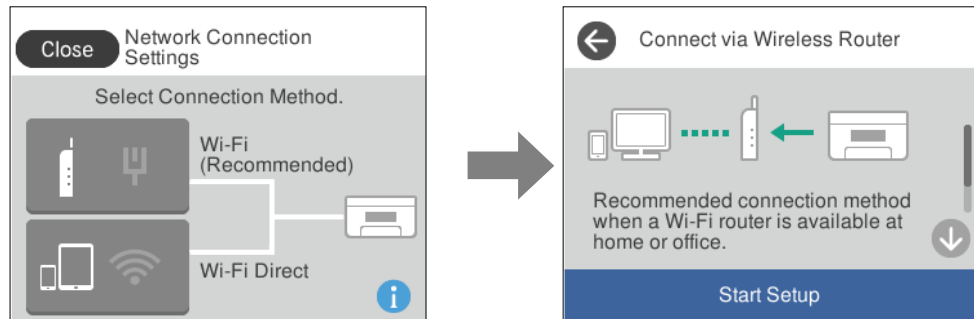 Close
Network Connection
Settings
Select Connection Method.
Wi-Fi
(Recommended)
Wi-Fi Direct
i
Connect via Wireless Router
Recommended connection method
when a Wi-Fi router is available at
home or office.
Start Setup